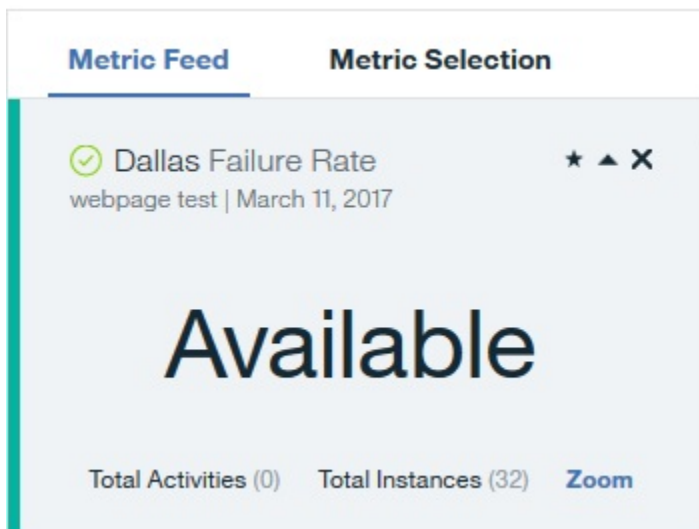 Metric Feed Metric Selection
Dallas Failure Rate
webpage test | March 11, 2017
Available
Total Activities (0) Total Instances (32) Zoom